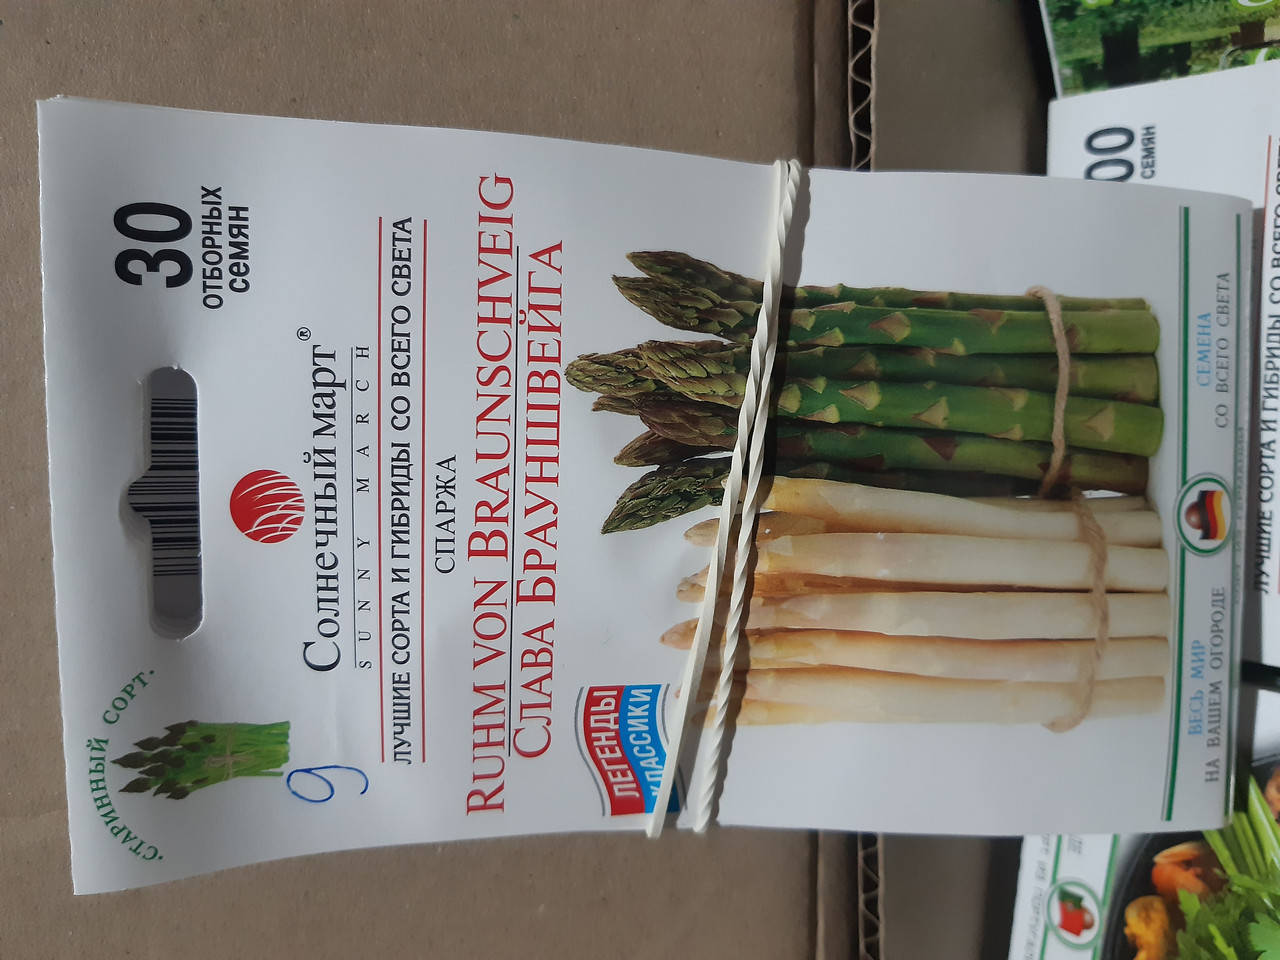 ·СТАРИННЫЙ СОРТ·
30
ОТБОРНЫХ
семян
9
Солнечный март®
SUNNY MARCH
ЛУЧШИЕ СОРТА И ГИБРИДЫ СО ВСЕГО СВЕТА
СПАРЖА
RUHM VON BRAUNSCHVEIG
СЛАВА БРАУНШВЕЙГА
ЛЕГЕНДЫ
КЛАССИКИ
ВЕСЬ МИР
НА ВАШЕМ ОГОРОДЕ
СЕМЕНА
СО ВСЕГО СВЕТА
00
СЕМЯН
ЛУЧШИЕ СОРТА И ГИБРИДЫ СО ВСЕГО СВЕТА